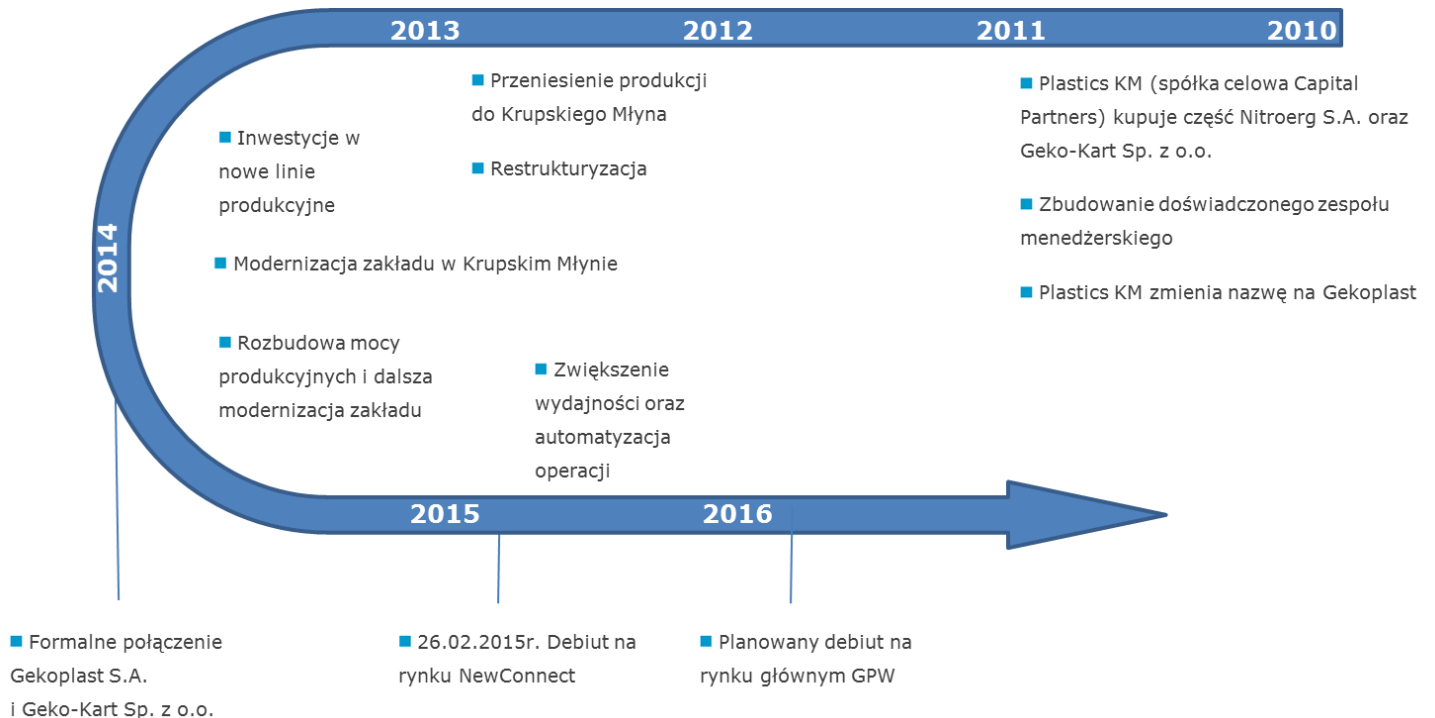 2013 2012 2011 2010
■ Przeniesienie produkcji
do Krupskiego Młyna
■ Restrukturyzacja
■ Plastics KM (spółka celowa Capital
Partners) kupuje część Nitroerg S.A. oraz
Geko-Kart Sp. z o.o.
■ Zbudowanie doświadczonego zespołu
menedżerskiego
■ Plastics KM zmienia nazwę na Gekoplast
■ Inwestycje w
nowe linie
produkcyjne
2014
■ Modernizacja zakładu w Krupskim Młynie
■ Rozbudowa mocy
produkcyjnych i dalsza
modernizacja zakładu
■ Zwiększenie
wydajności oraz
automatyzacja
operacji
2015 2016
■ Formalne połączenie
Gekoplast S.A.
i Geko-Kart Sp. z o.o.
■ 26.02.2015r. Debiut na
rynku NewConnect
■ Planowany debiut na
rynku głównym GPW